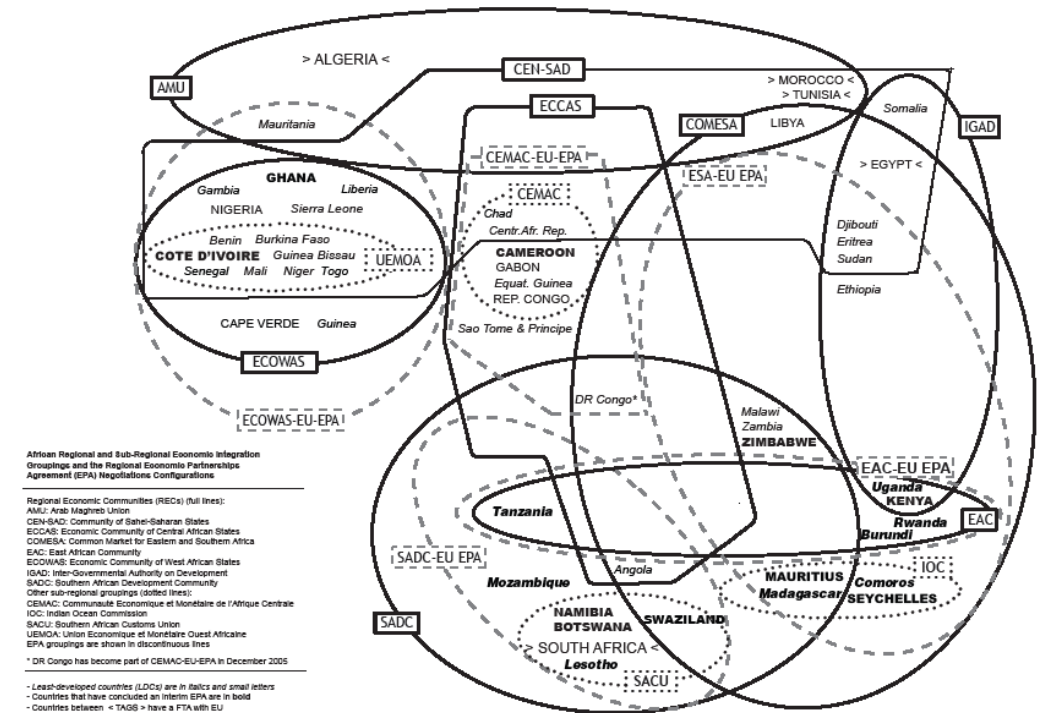 > ALGERIA <
CEN-SAD
AMU
> MOROCCO <
> TUNISIA <
ECCAS
Somalia
Mauritania
COMESA
LIBYA
IGAD
CEMAC-EU-EPA
ESA-EU EPA
> EGYPT <
GHANA
Gambia
Liberia
CEMAC
NIGERIA
Sierra Leone
Chad
Centr.Afr. Rep.
Djibouti
Benin
Burkina Faso
Eritrea
COTE D'IVOIRE
Guinea Bissau
UEMOA
CAMEROON
Sudan
Senegal
Mali
Niger
Togo
GABON
Equat. Guinea
Ethiopia
REP. CONGO
CAPE VERDE
Guinea
Sao Tome & Principe
ECOWAS
DR Congo*
ECOWAS-EU-EPA
Malawi
Zambia
ZIMBABWE
EAC-EU EPA
Uganda
KENYA
Tanzania
Rwanda
EAC
Burundi
SADC-EU EPA
Angola
IOC
Mozambique
MAURITIUS
Comoros
Madagascar
SEYCHELLES
NAMIBIA
SWAZILAND
BOTSWANA
SADC
> SOUTH AFRICA <
Lesotho
SACU
African Regional and Sub-Regional Economic Integration
Groupings and the Regional Economic Partnerships
Agreement (EPA) Negotiations Configurations
Regional Economic Communities (RECs) (full lines):
AMU: Arab Maghreb Union
CEN-SAD: Community of Sahel-Saharan States
ECCAS: Economic Community of Central African States
COMESA: Common Market for Eastern and Southern Africa
EAC: East African Community
ECOWAS: Economic Community of West African States
IGAD: Inter-Governmental Authority on Development
SADC: Southern African Development Community
Other sub-regional groupings (dotted lines):
CEMAC: Communauté Economique et Monétaire de l'Afrique Centrale
IOC: Indian Ocean Commission
SACU: Southern African Customs Union
UEMOA: Union Economique et Monétaire Ouest Africaine
EPA groupings are shown in discontinuous lines
* DR Congo has become part of CEMAC-EU-EPA in December 2005
- Least-developed countries (LDCs) are in italics and small letters
- Countries that have concluded an interim EPA are in bold
- Countries between < TAGS > have a FTA with EU